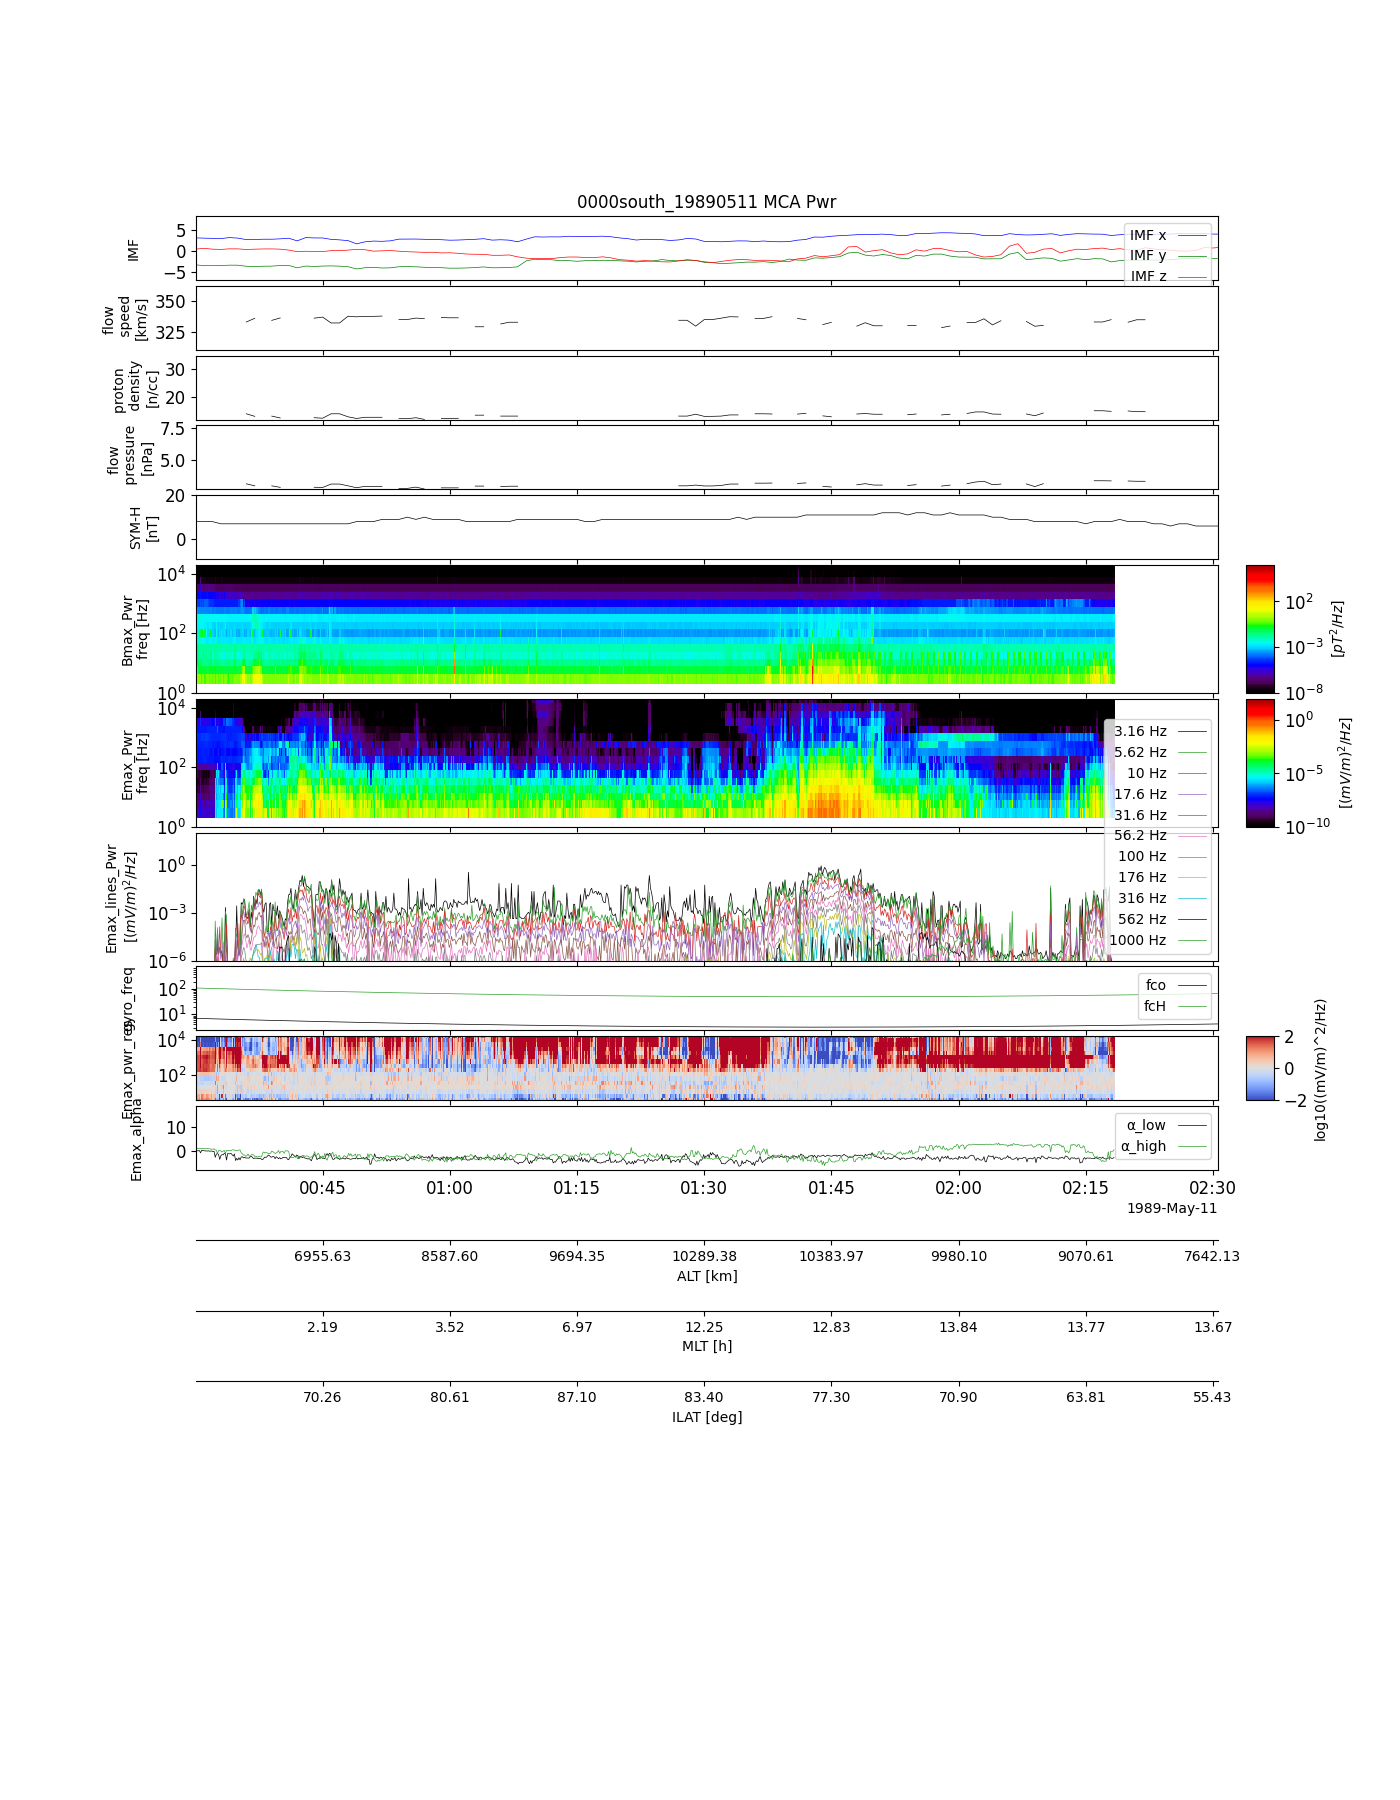 0000south_19890511 MCA Pwr
IMF
5
0
−5
IMF x
IMF y
IMF z
flow
speed
[km/s]
350
325
proton
density
[n/cc]
30
20
flow
pressure
[nPa]
7.5
5.0
SYM-H
[nT]
20
0
Bmax_Pwr
freq [Hz]
10^4
10^2
10^0
10^2
10^−3
10^−8
[pT^2/Hz]
Emax_Pwr
freq [Hz]
10^4
10^2
10^0
10^0
10^−5
10^−10
[(mV/m)^2/Hz]
3.16 Hz
5.62 Hz
10 Hz
17.6 Hz
31.6 Hz
56.2 Hz
100 Hz
176 Hz
316 Hz
562 Hz
1000 Hz
Emax_lines_Pwr
[(mV/m)^2/Hz]
10^0
10^−3
10^−6
gyro_freq
10^2
10^1
fco
fcH
Emax_pwr_reg
10^4
10^2
2
0
−2
log10((mV/m)^2/Hz)
Emax_alpha
10
0
α_low
α_high
00:45 01:00 01:15 01:30 01:45 02:00 02:15 02:30
1989-May-11
6955.63 8587.60 9694.35 10289.38 10383.97 9980.10 9070.61 7642.13
ALT [km]
2.19 3.52 6.97 12.25 12.83 13.84 13.77 13.67
MLT [h]
70.26 80.61 87.10 83.40 77.30 70.90 63.81 55.43
ILAT [deg]